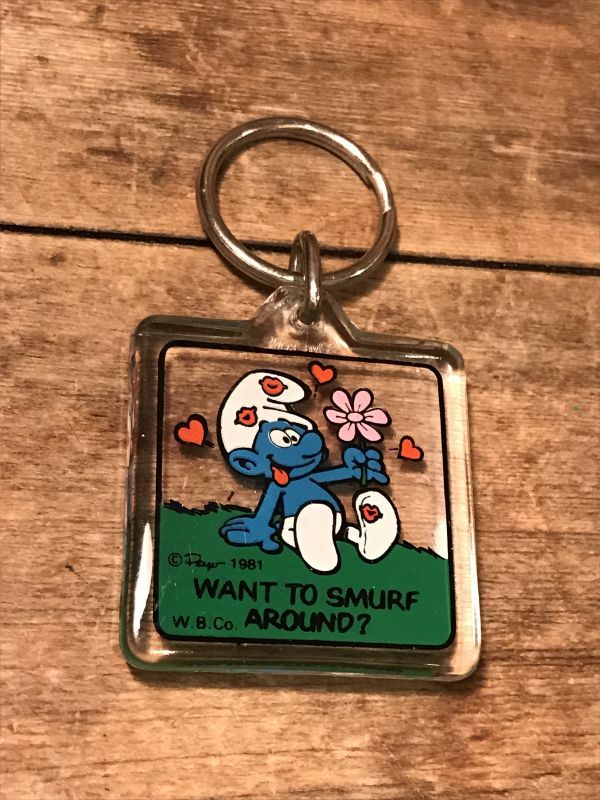 © Peyo 1981
WANT TO SMURF
W.B.Co. AROUND?